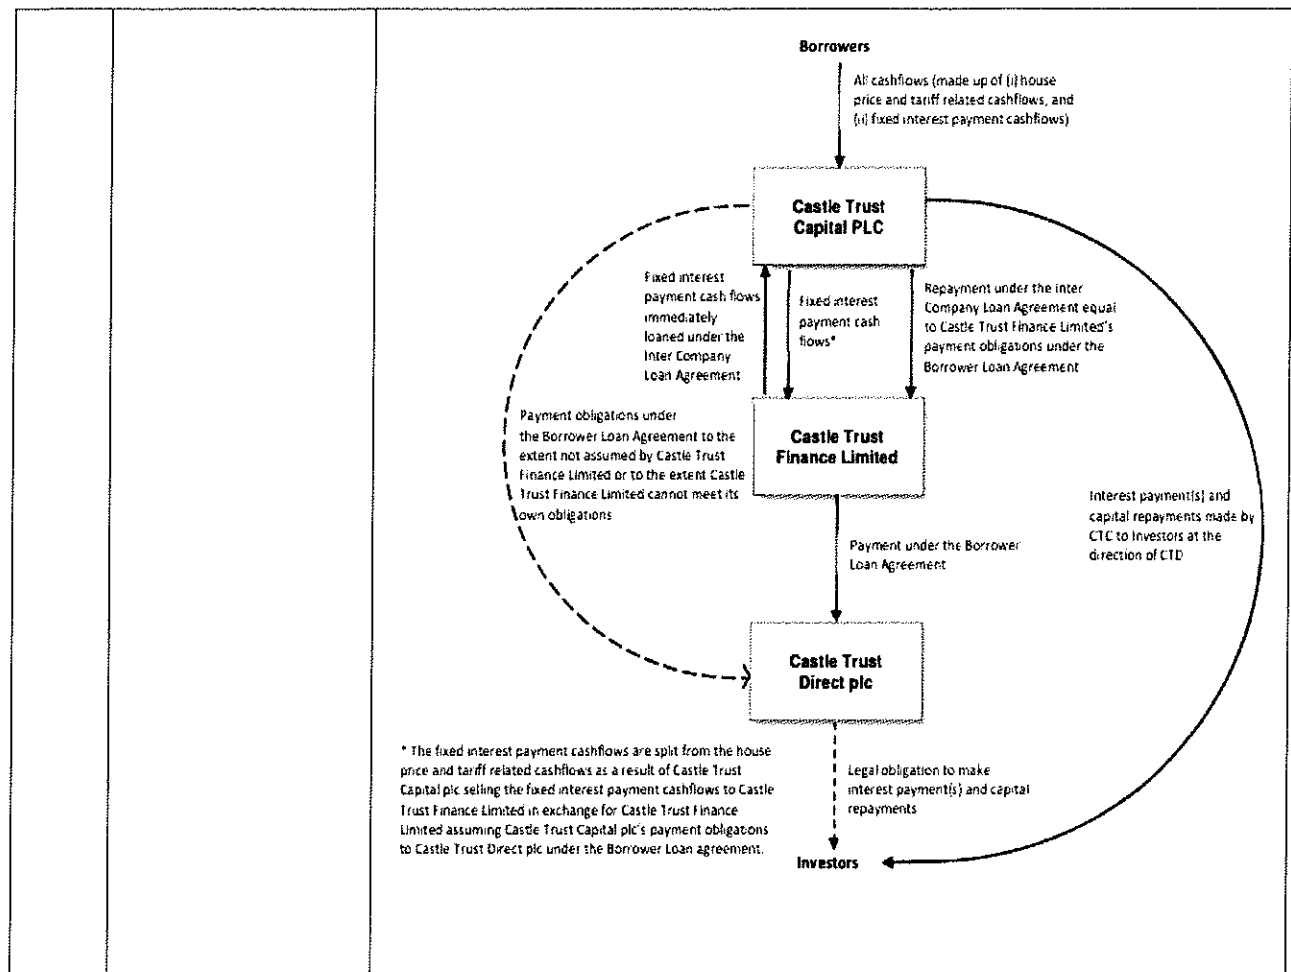 Borrowers
All cashflows (made up of (i) house
price and tariff related cashflows, and
(ii) fixed interest payment cashflows)
Castle Trust
Capital PLC
Fixed interest
payment cash flows
immediately
loaned under the
Inter Company
Loan Agreement
Fixed interest
payment cash
flows*
Repayment under the Inter
Company Loan Agreement equal
to Castle Trust Finance Limited's
payment obligations under the
Borrower Loan Agreement
Payment obligations under
the Borrower Loan Agreement to the
extent not assumed by Castle Trust
Finance Limited or to the extent Castle
Trust Finance Limited cannot meet its
own obligations
Castle Trust
Finance Limited
Interest payment(s) and
capital repayments made by
CTC to Investors at the
direction of CTD
Payment under the Borrower
Loan Agreement
Castle Trust
Direct plc
* The fixed interest payment cashflows are split from the house
price and tariff related cashflows as a result of Castle Trust
Capital plc selling the fixed interest payment cashflows to Castle
Trust Finance Limited in exchange for Castle Trust Finance
Limited assuming Castle Trust Capital plc's payment obligations
to Castle Trust Direct plc under the Borrower Loan agreement.
Legal obligation to make
interest payment(s) and capital
repayments
Investors